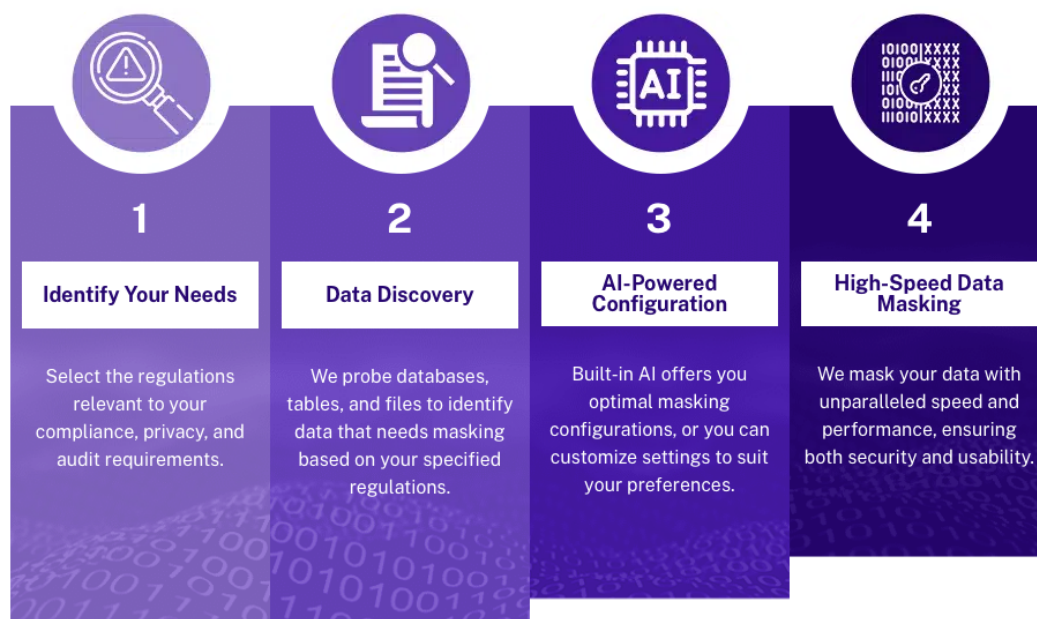 1
Identify Your Needs
Select the regulations
relevant to your
compliance, privacy, and
audit requirements.
2
Data Discovery
We probe databases,
tables, and files to identify
data that needs masking
based on your specified
regulations.
AI
3
AI-Powered
Configuration
Built-in AI offers you
optimal masking
configurations, or you can
customize settings to suit
your preferences.
4
High-Speed Data
Masking
We mask your data with
unparalleled speed and
performance, ensuring
both security and usability.